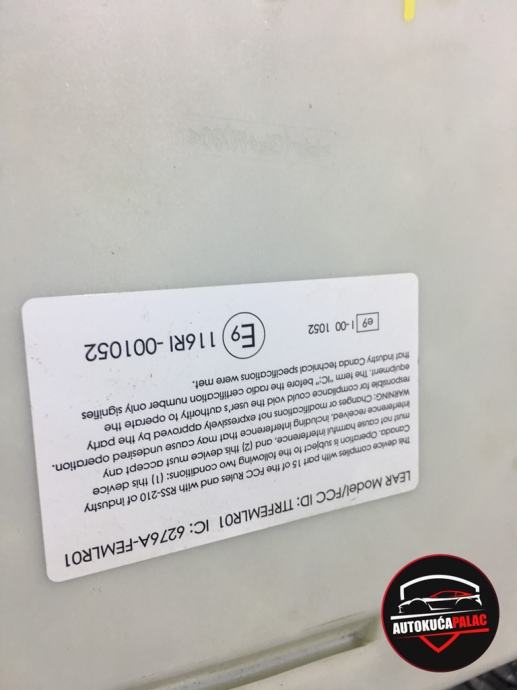 LEAR Model/FCC ID: TTRFEMLR01 IC: 6276A-FEMLR01
This device complies with part 15 of the FCC Rules and with RSS-210 of Industry
Canada. Operation is subject to the following two conditions: (1) this device
must not cause harmful interference, and (2) this device must accept any
interference received, including interference that may cause undesired operation.
WARNING: Changes or modifications not expressively approved by the party
responsible for compliance could void the user's authority to operate the
equipment. The term "IC:" before the radio certification number only signifies
that Industry Canda technical specifications were met.
e9 I-00 1052 E9 116RI-001052
AUTOKUĆAPALAC